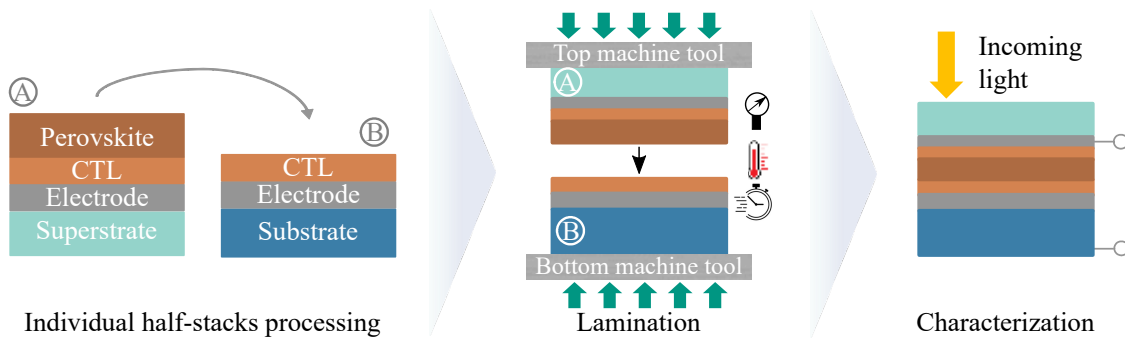 A
Perovskite
CTL
Electrode
Superstrate
B
CTL
Electrode
Substrate
Individual half-stacks processing
Top machine tool
A
B
Bottom machine tool
Lamination
Incoming
light
Characterization